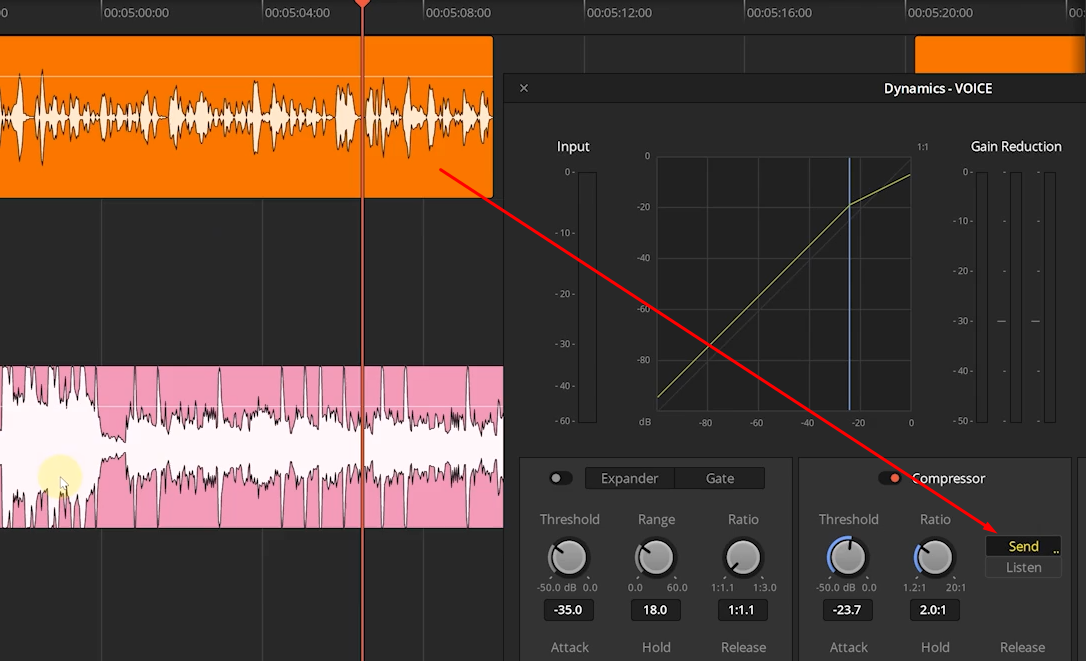 0 00:05:00:00 00:05:04:00 00:05:08:00 00:05:12:00 00:05:16:00 00:05:20:00 00:
× Dynamics - VOICE
Input 1:1 Gain Reduction
0 0 0
-10 -20 -10
-20 -40 -20
-30 -60 -30
-40 -80 -40
-60 dB -80 -60 -40 -20 0 -50
Expander Gate Compressor
Threshold Range Ratio Threshold Ratio
Send ..
Listen
-50.0 dB 0.0 0.0 60.0 1:1.1 1:3.0 -50.0 dB 0.0 1.2:1 20:1
-35.0 18.0 1:1.1 -23.7 2.0:1
Attack Hold Release Attack Hold Release